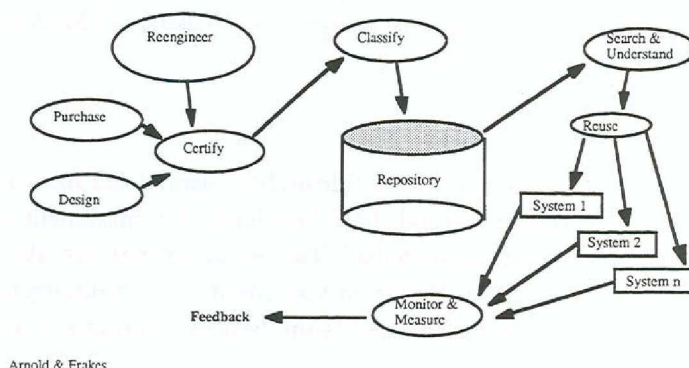 Reengineer
Classify
Search &
Understand
Purchase
Certify
Reuse
Design
Repository
System 1
System 2
System n
Monitor &
Measure
Feedback
Arnold & Frakes